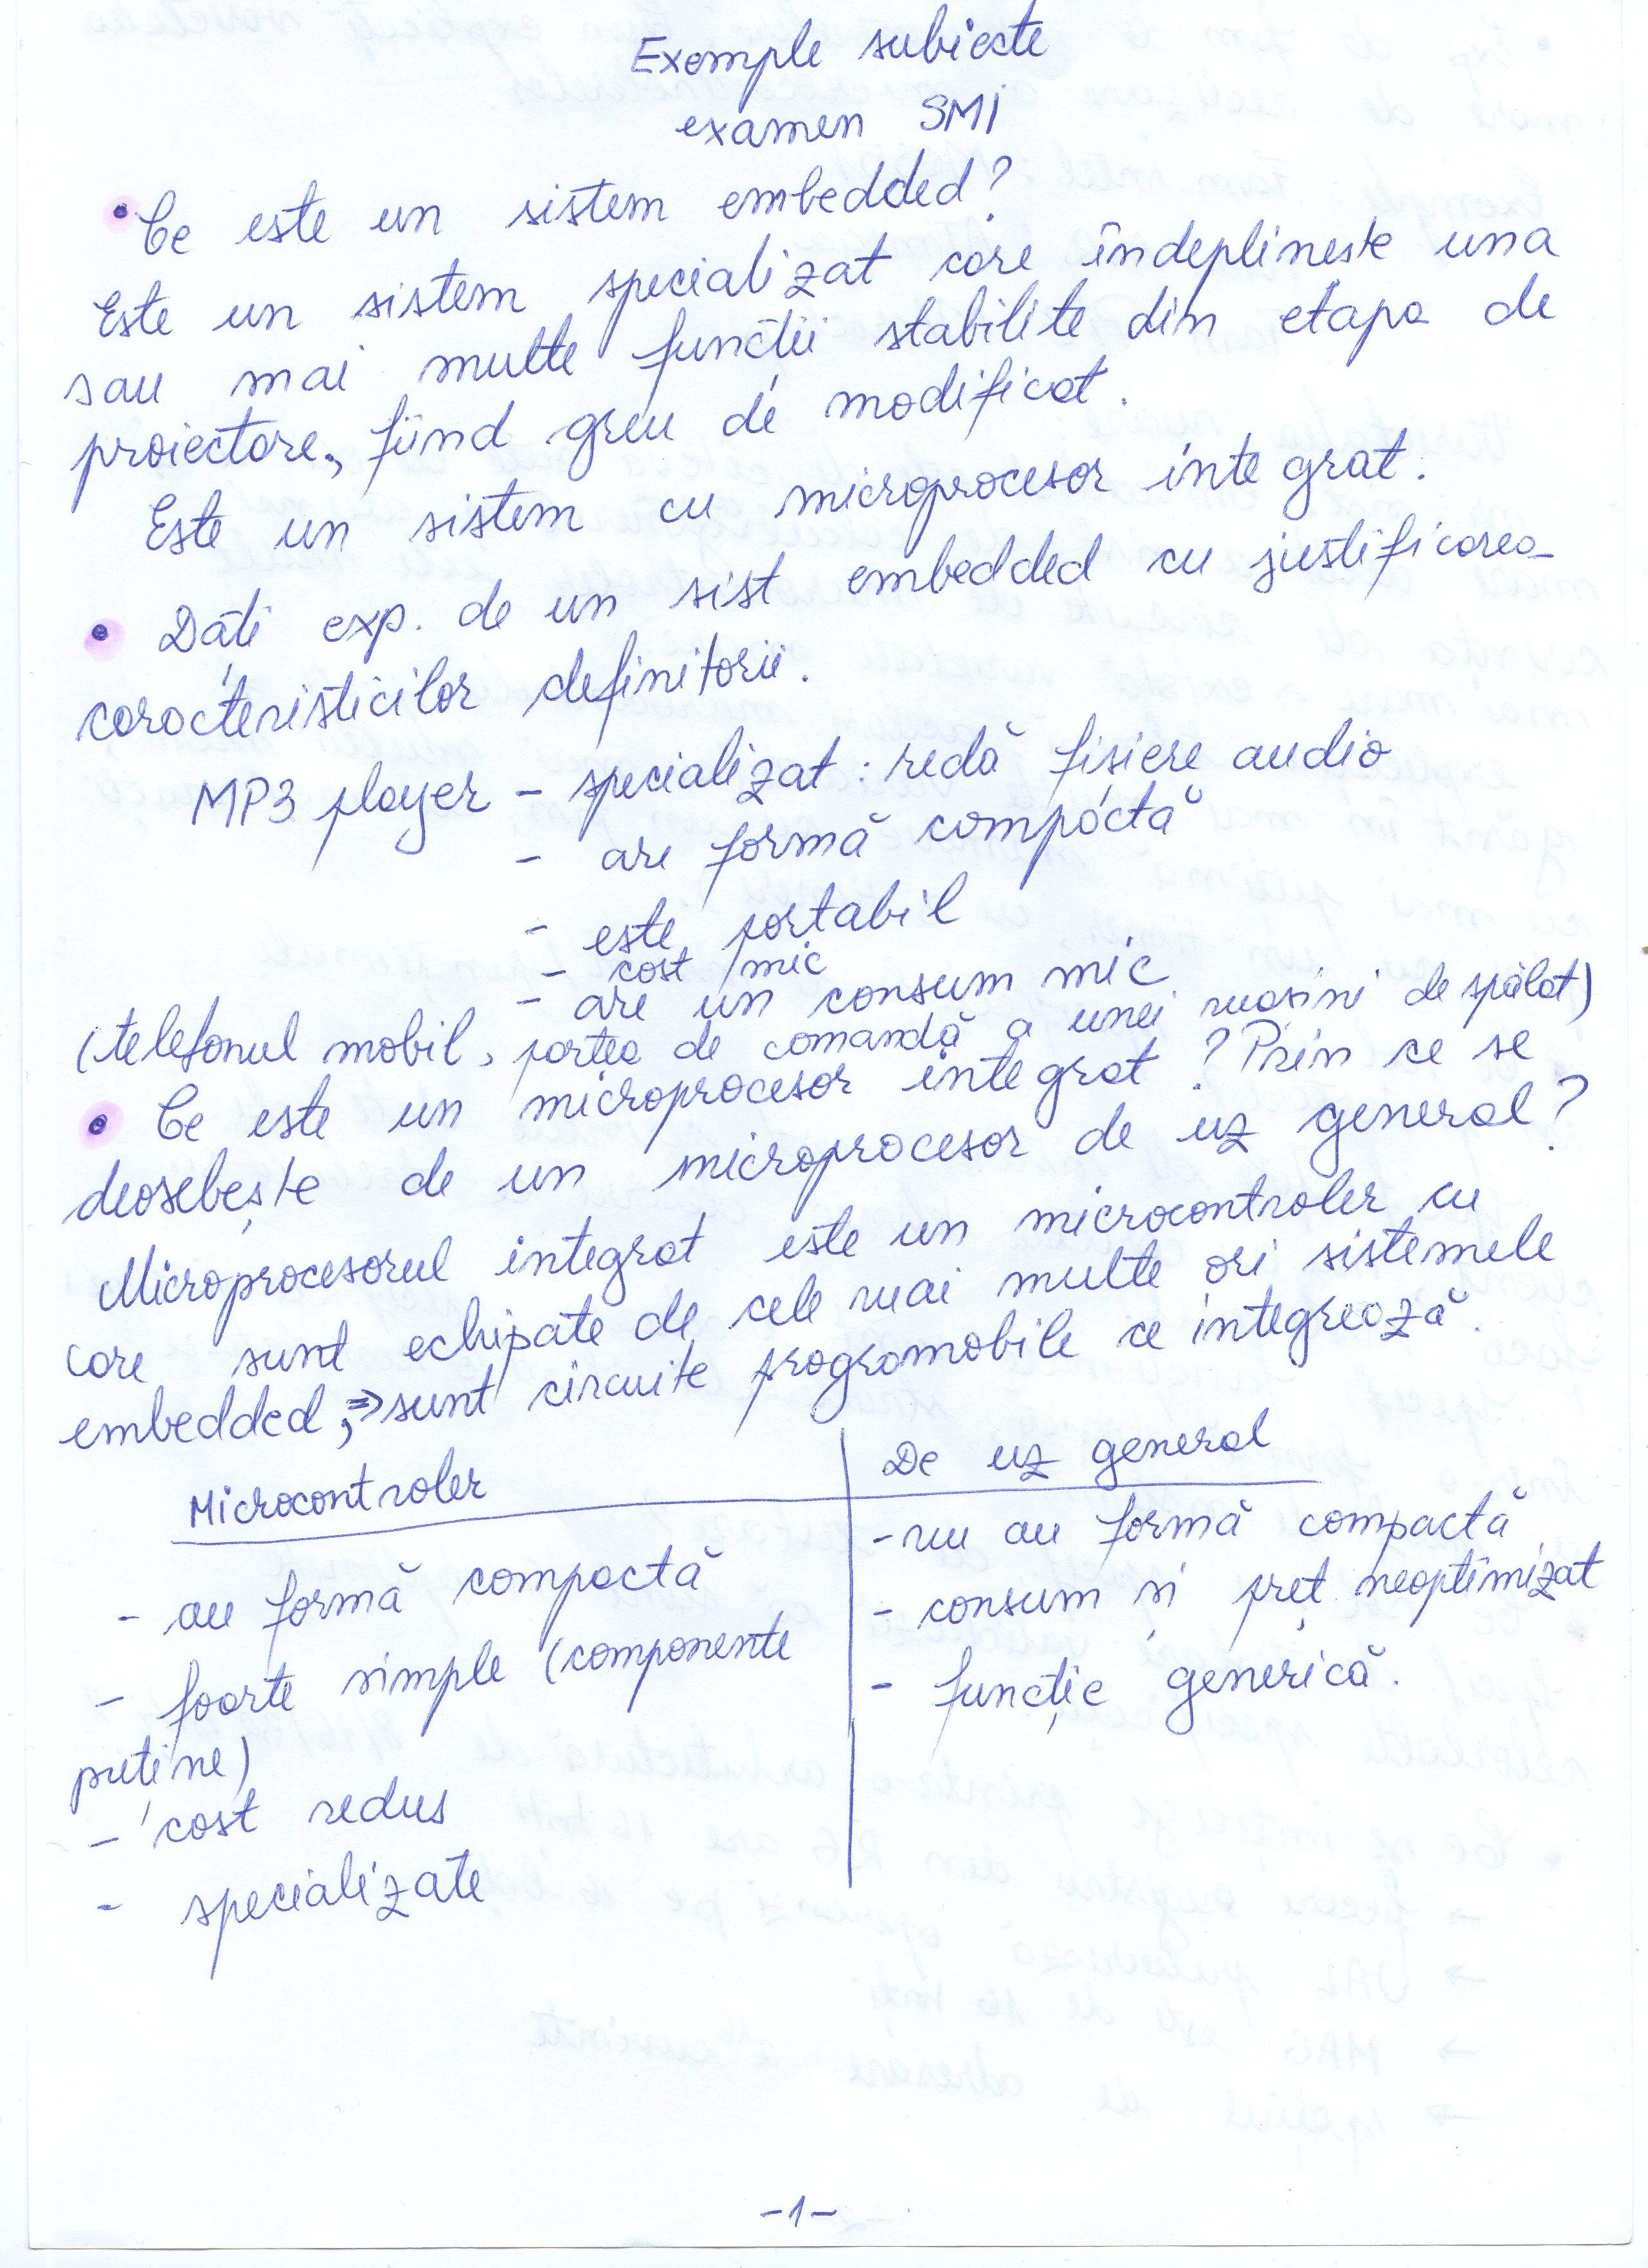 Exemple subiecte
examen SMI
• Ce este un sistem embedded?
Este un sistem specializat care îndeplinește una
sau mai multe funcții stabilite din etapa de
proiectare, fiind greu de modificat.
Este un sistem cu microprocesor integrat.
• Dați exp. de un sist embedded cu justificarea
caracteristicilor definitorii.
MP3 player - specializat: redă fișiere audio
- are formă compactă
- este portabil
- cost mic
- are un consum mic
(telefonul mobil, partea de comandă a unei mașini de spălat)
• Ce este un microprocesor integrat? Prin ce se
deosebește de un microprocesor de uz general?
Microprocesorul integrat este un microcontroler cu
care sunt echipate de cele mai multe ori sistemele
embedded, => sunt circuite programabile ce integrează.
Microcontroler
- au formă compactă
- foarte simple (componente
puține)
- cost redus
- specializate
De uz general
- nu au formă compactă
- consum și preț neoptimizat
- funcție generică.
-1-